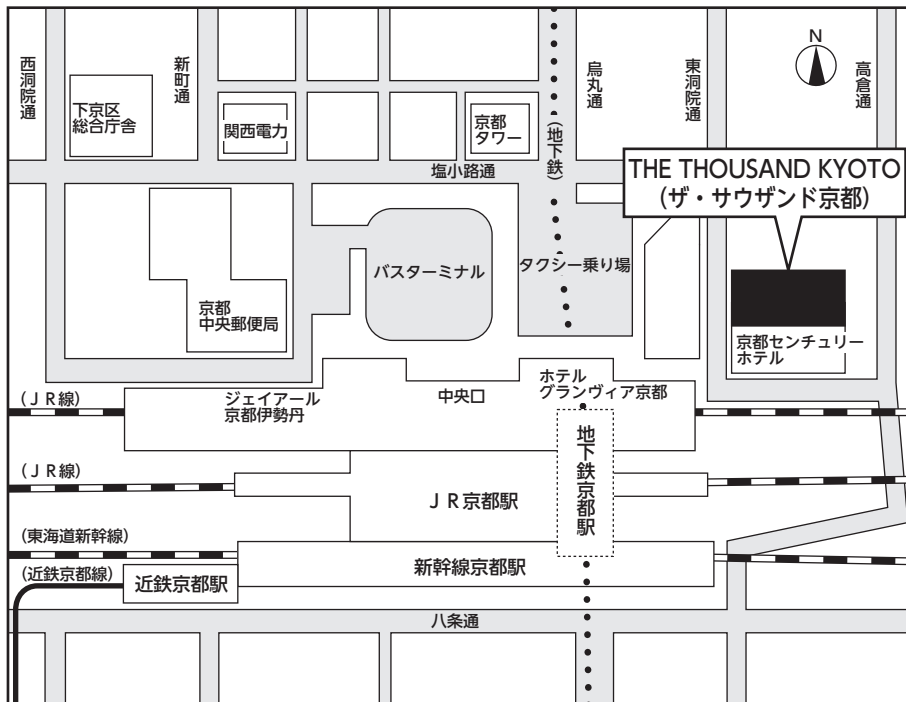 西洞院通
新町通
烏丸通
東洞院通
高倉通
N
下京区
総合庁舎
関西電力
京都
タワー
(地下鉄)
塩小路通
THE THOUSAND KYOTO
(ザ・サウザンド京都)
バスターミナル
タクシー乗り場
京都
中央郵便局
京都センチュリー
ホテル
(JR線)
ジェイアール
京都伊勢丹
中央口
ホテル
グランヴィア京都
地下鉄京都駅
(JR線)
JR京都駅
(東海道新幹線)
新幹線京都駅
(近鉄京都線)
近鉄京都駅
八条通